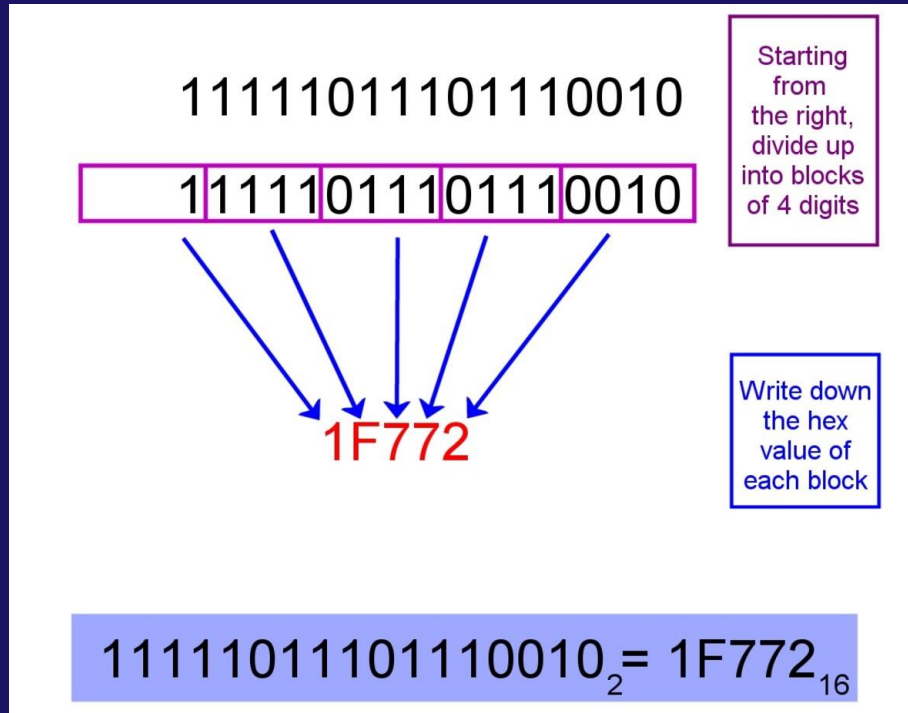 11111011101110010
Starting
from
the right,
divide up
into blocks
of 4 digits
1 1111 0111 0111 0010
Write down
the hex
value of
each block
1F772
11111011101110010₂= 1F772₁₆